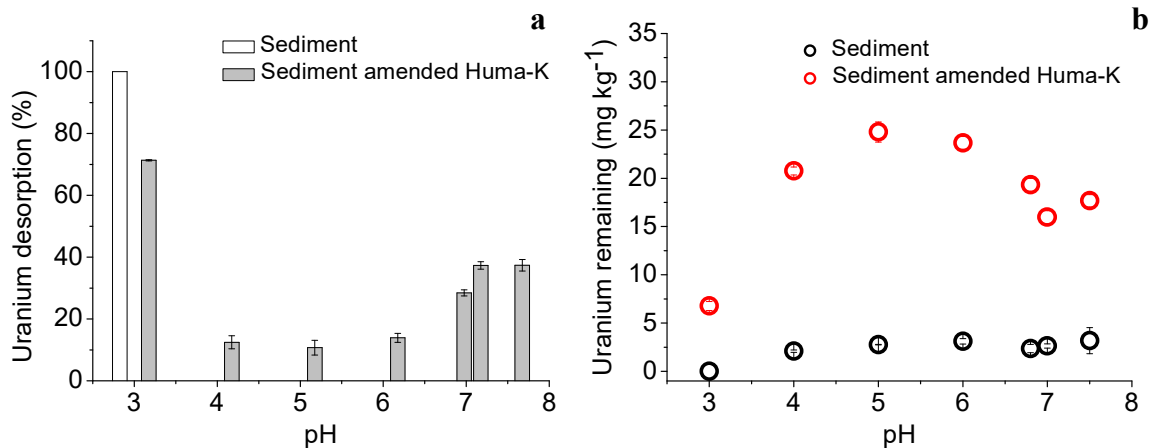 a
Sediment
Sediment amended Huma-K
Uranium desorption (%)
100
80
60
40
20
0
3 4 5 6 7 8
pH
b
Sediment
Sediment amended Huma-K
Uranium remaining (mg kg⁻¹)
35
30
25
20
15
10
5
0
3 4 5 6 7 8
pH